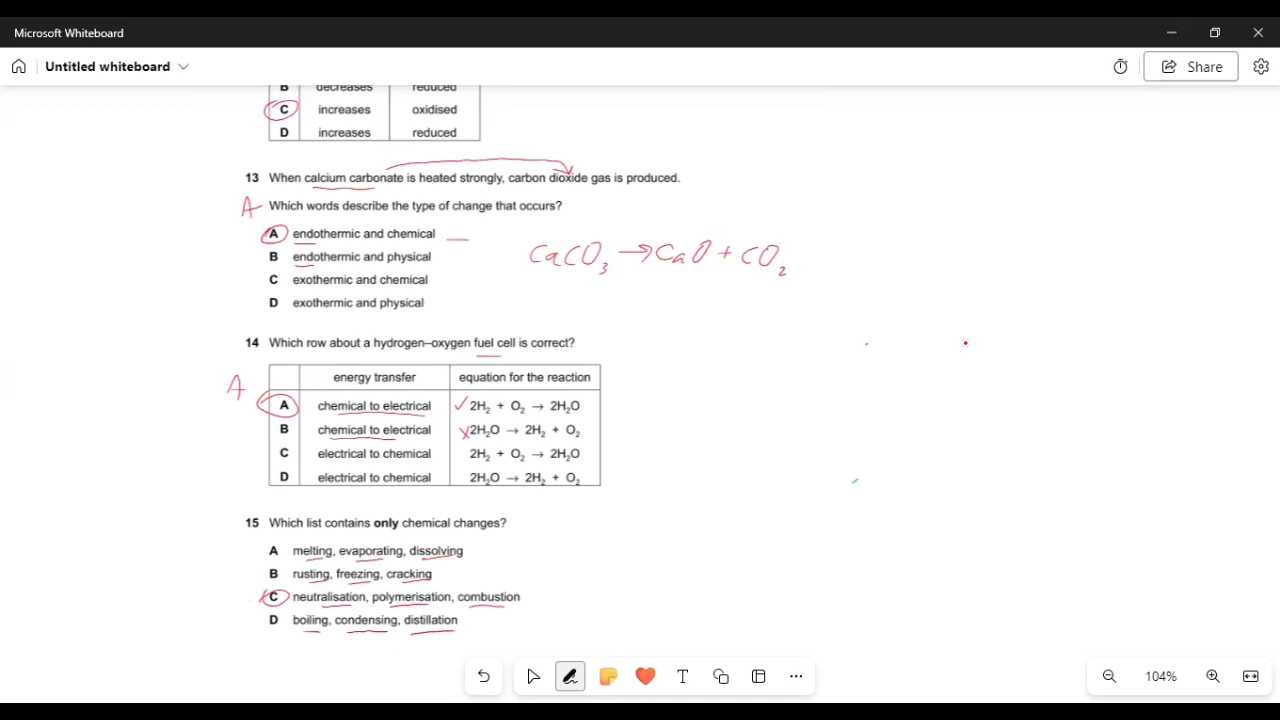 Microsoft Whiteboard
Untitled whiteboard
Share
B decreases reduced
C increases oxidised
D increases reduced
13 When calcium carbonate is heated strongly, carbon dioxide gas is produced.
A Which words describe the type of change that occurs?
A endothermic and chemical
B endothermic and physical
C exothermic and chemical
D exothermic and physical
CaCO₃ → CaO + CO₂
14 Which row about a hydrogen–oxygen fuel cell is correct?
energy transfer equation for the reaction
A
A chemical to electrical ✓ 2H₂ + O₂ → 2H₂O
B chemical to electrical x 2H₂O → 2H₂ + O₂
C electrical to chemical 2H₂ + O₂ → 2H₂O
D electrical to chemical 2H₂O → 2H₂ + O₂
15 Which list contains only chemical changes?
A melting, evaporating, dissolving
B rusting, freezing, cracking
C neutralisation, polymerisation, combustion
D boiling, condensing, distillation
T
104%